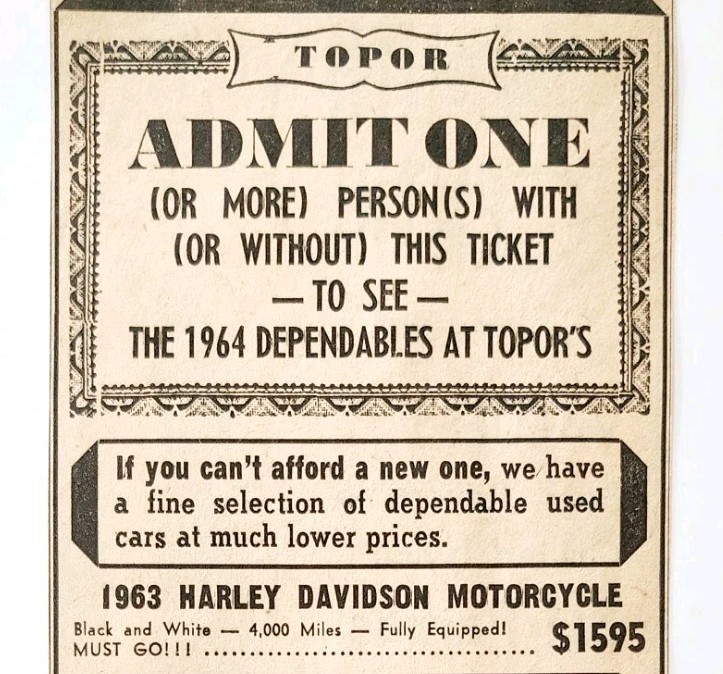 TOPOR
ADMIT ONE
(OR MORE) PERSON(S) WITH
(OR WITHOUT) THIS TICKET
— TO SEE —
THE 1964 DEPENDABLES AT TOPOR'S
If you can't afford a new one, we have
a fine selection of dependable used
cars at much lower prices.
1963 HARLEY DAVIDSON MOTORCYCLE
Black and White — 4,000 Miles — Fully Equipped!
MUST GO!!! ..................................... $1595